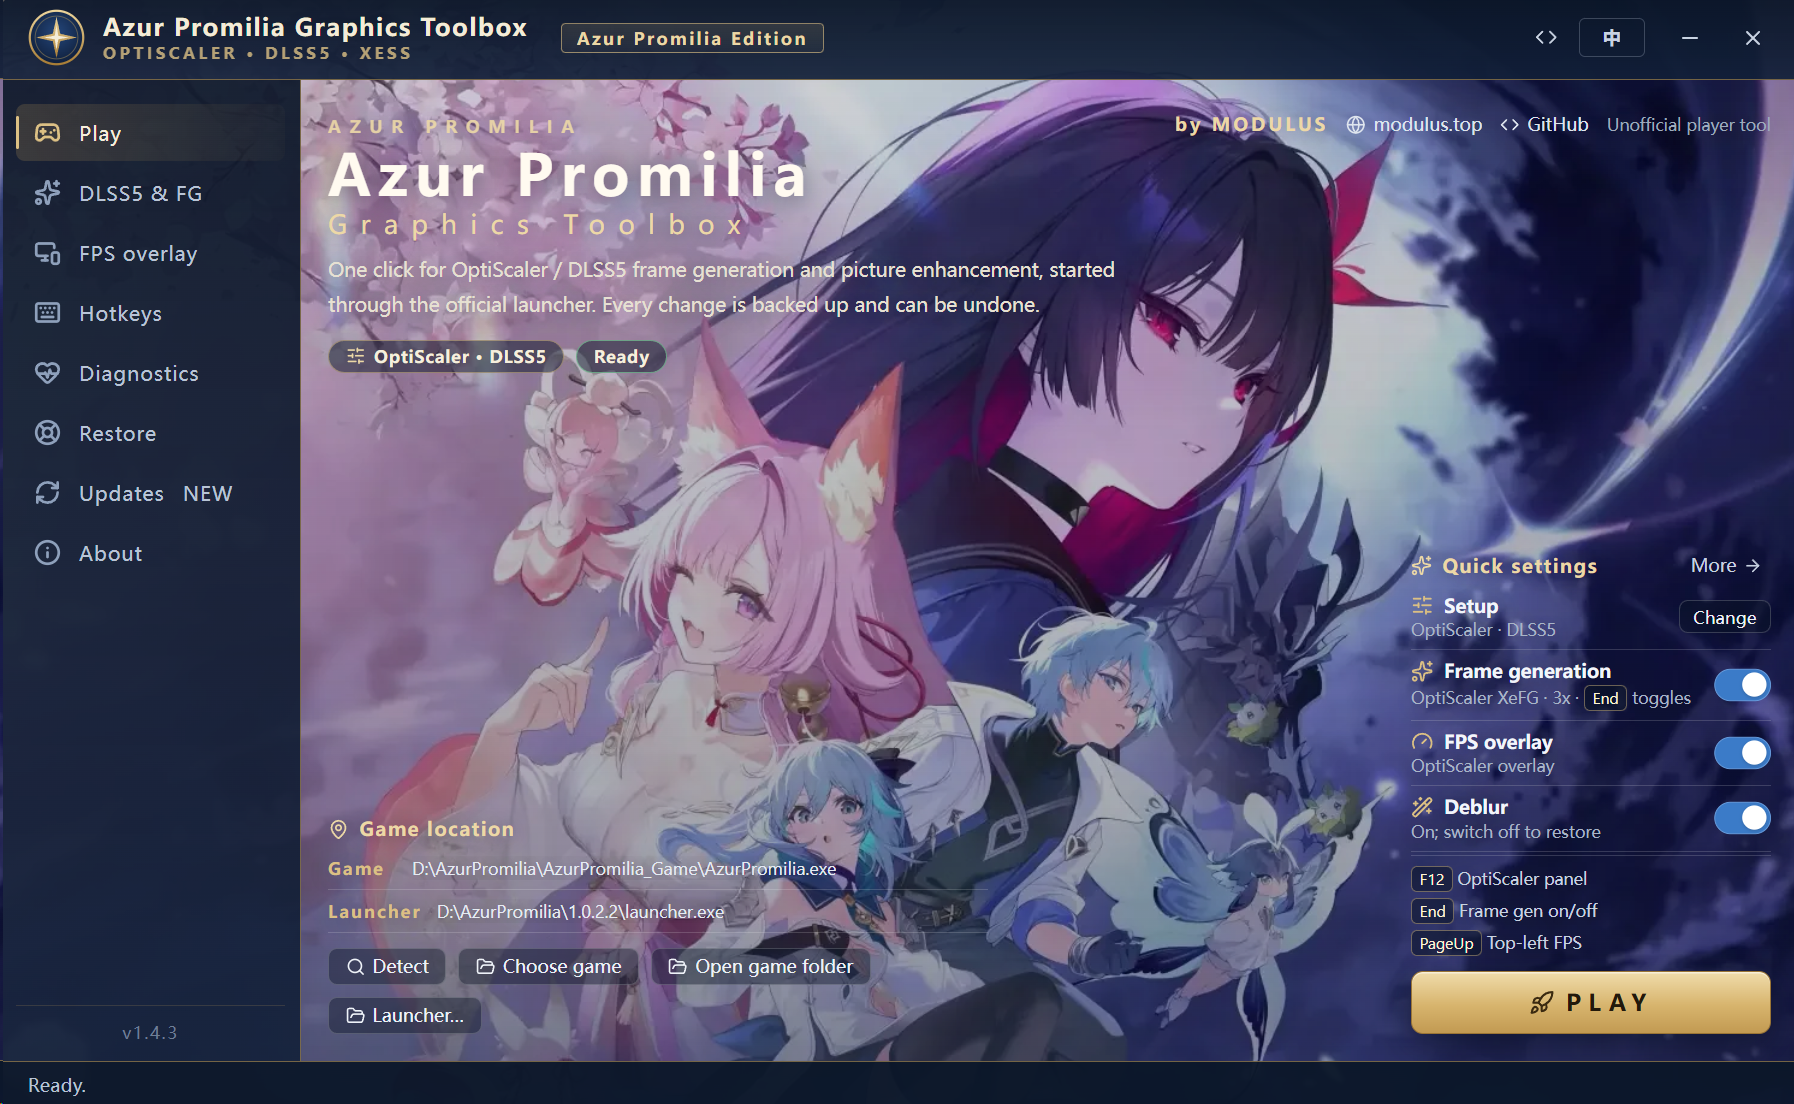 Azur Promilia Graphics Toolbox
OPTISCALER • DLSS5 • XESS
Azur Promilia Edition
中
Play
DLSS5 & FG
FPS overlay
Hotkeys
Diagnostics
Restore
Updates NEW
About
v1.4.3
AZUR PROMILIA
by MODULUS modulus.top GitHub Unofficial player tool
Azur Promilia
Graphics Toolbox
One click for OptiScaler / DLSS5 frame generation and picture enhancement, started
through the official launcher. Every change is backed up and can be undone.
OptiScaler • DLSS5 Ready
Game location
Game D:\AzurPromilia\AzurPromilia_Game\AzurPromilia.exe
Launcher D:\AzurPromilia\1.0.2.2\launcher.exe
Detect Choose game Open game folder
Launcher...
Quick settings More →
Setup
OptiScaler · DLSS5
Change
Frame generation
OptiScaler XeFG · 3x · End toggles
FPS overlay
OptiScaler overlay
Deblur
On; switch off to restore
F12 OptiScaler panel
End Frame gen on/off
PageUp Top-left FPS
PLAY
Ready.